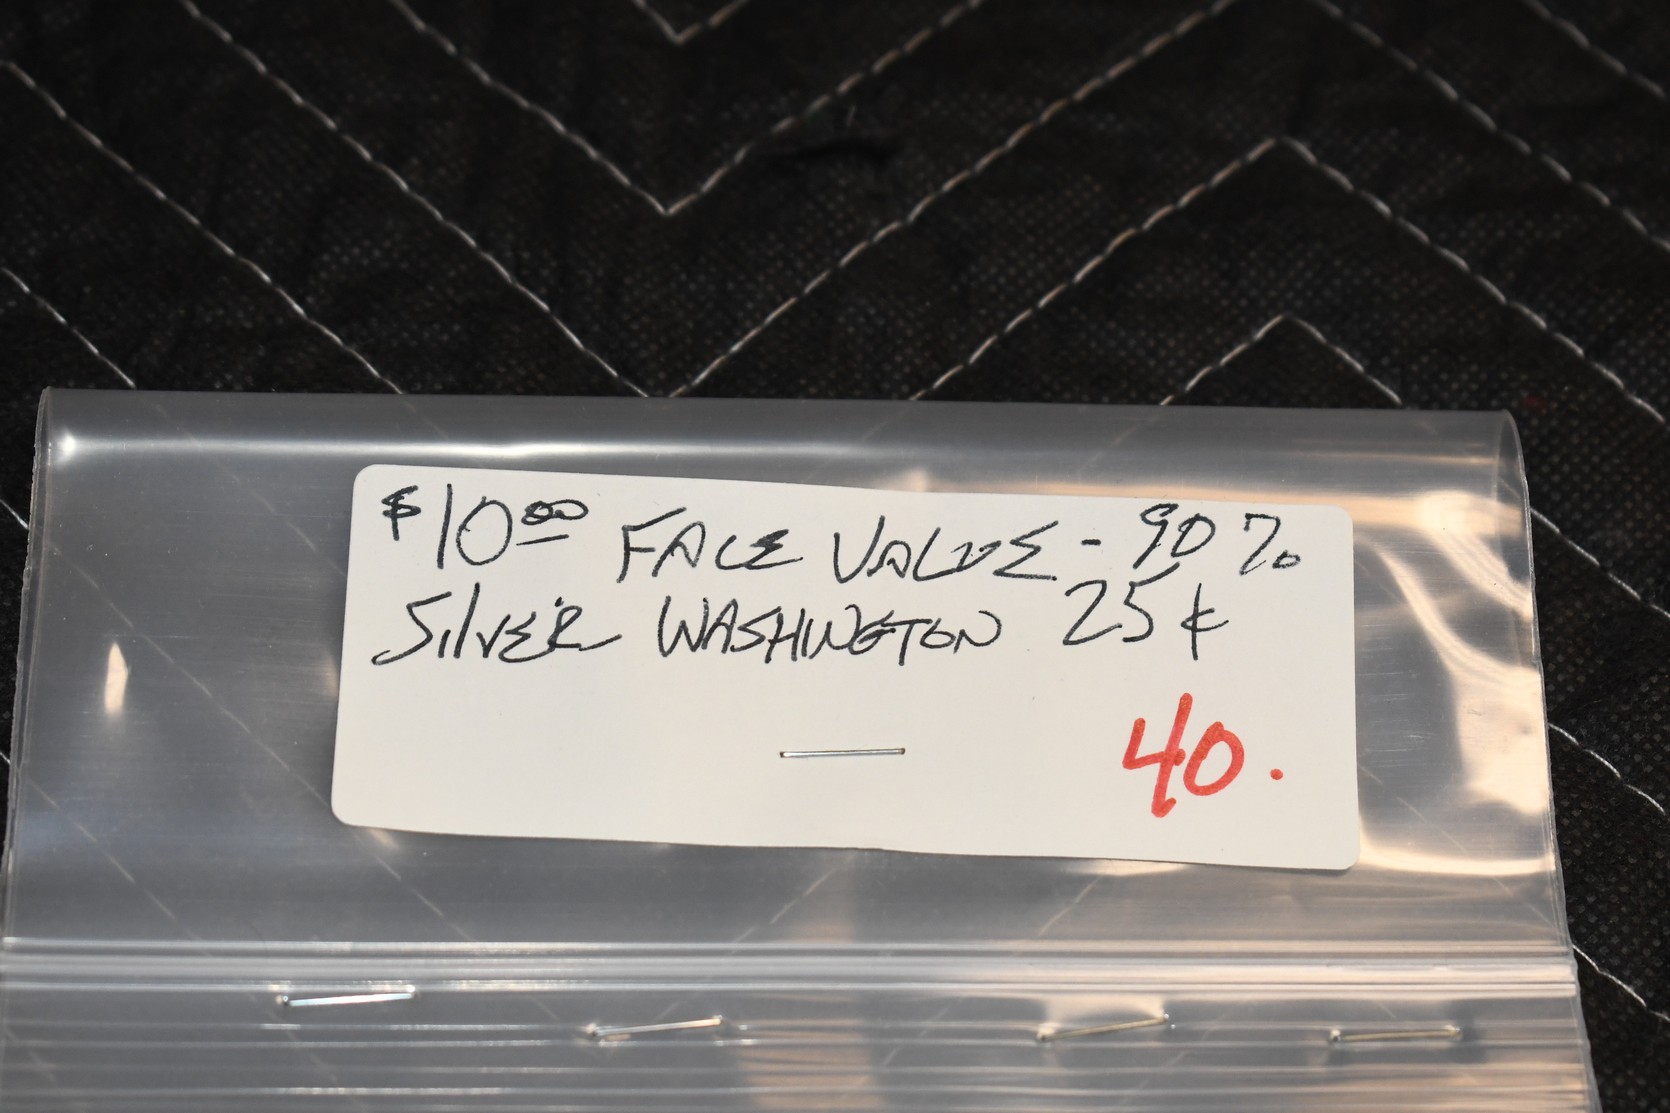 $10.00 FACE VALUE - 90%
SILVER WASHINGTON 25¢
40.